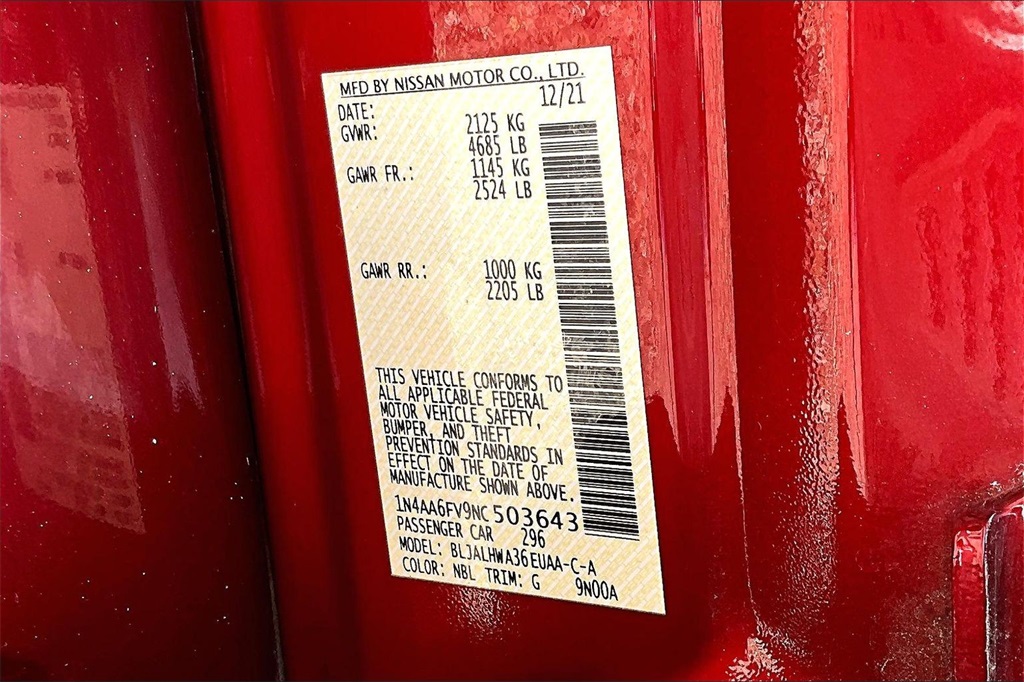 MFD BY NISSAN MOTOR CO., LTD.
DATE: 12/21
GVWR: 2125 KG
4685 LB
GAWR FR.: 1145 KG
2524 LB
GAWR RR.: 1000 KG
2205 LB
THIS VEHICLE CONFORMS TO
ALL APPLICABLE FEDERAL
MOTOR VEHICLE SAFETY,
BUMPER, AND THEFT
PREVENTION STANDARDS IN
EFFECT ON THE DATE OF
MANUFACTURE SHOWN ABOVE.
1N4AA6FV9NC503643
PASSENGER CAR 296
MODEL: BLJALHWA36EUAA-C-A
COLOR: NBL TRIM: G 9N00A